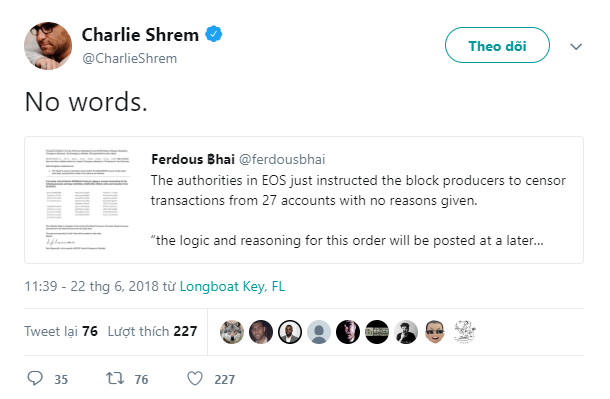 Charlie Shrem
@CharlieShrem
Theo dõi
No words.
Ferdous Bhai @ferdousbhai
The authorities in EOS just instructed the block producers to censor
transactions from 27 accounts with no reasons given.
“the logic and reasoning for this order will be posted at a later...
11:39 - 22 thg 6, 2018 từ Longboat Key, FL
Tweet lại 76 Lượt thích 227
35 76 227